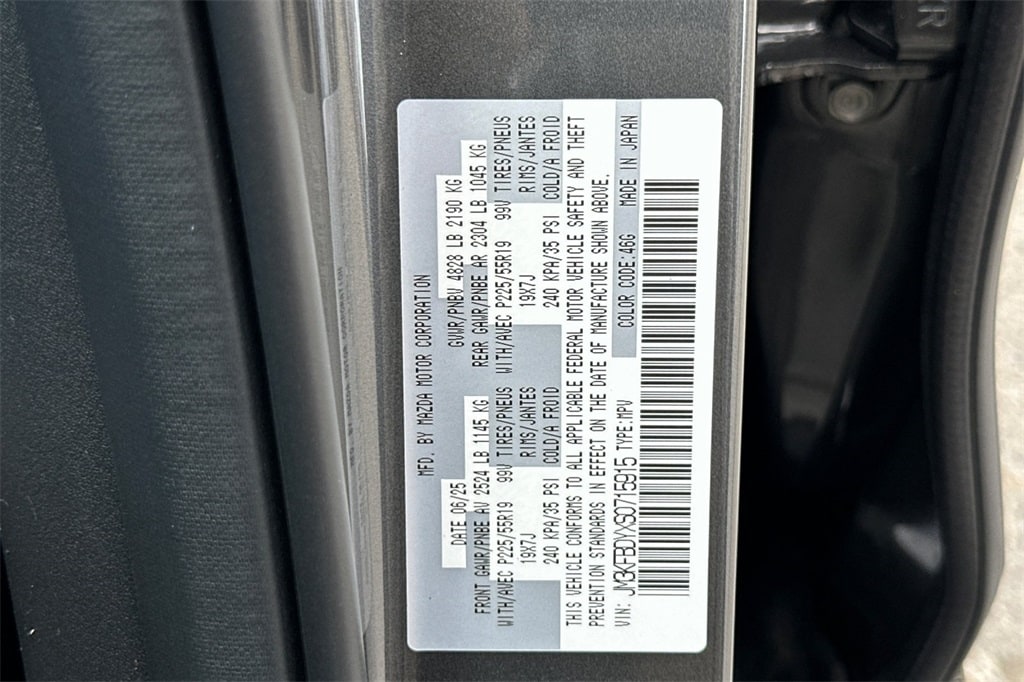 MFD. BY MAZDA MOTOR CORPORATION
DATE 06/25 GVWR/PNBV 4828 LB 2190 KG
FRONT GAWR/PNBE AV 2524 LB 1145 KG REAR GAWR/PNBE AR 2304 LB 1045 KG
WITH/AVEC P225/55R19 99V TIRES/PNEUS WITH/AVEC P225/55R19 99V TIRES/PNEUS
19X7J RIMS/JANTES 19X7J RIMS/JANTES
240 KPA/35 PSI COLD/A FROID 240 KPA/35 PSI COLD/A FROID
THIS VEHICLE CONFORMS TO ALL APPLICABLE FEDERAL MOTOR VEHICLE SAFETY AND THEFT
PREVENTION STANDARDS IN EFFECT ON THE DATE OF MANUFACTURE SHOWN ABOVE.
VIN: JM3KFBDYXS0715915 TYPE:MPV COLOR CODE:46G MADE IN JAPAN